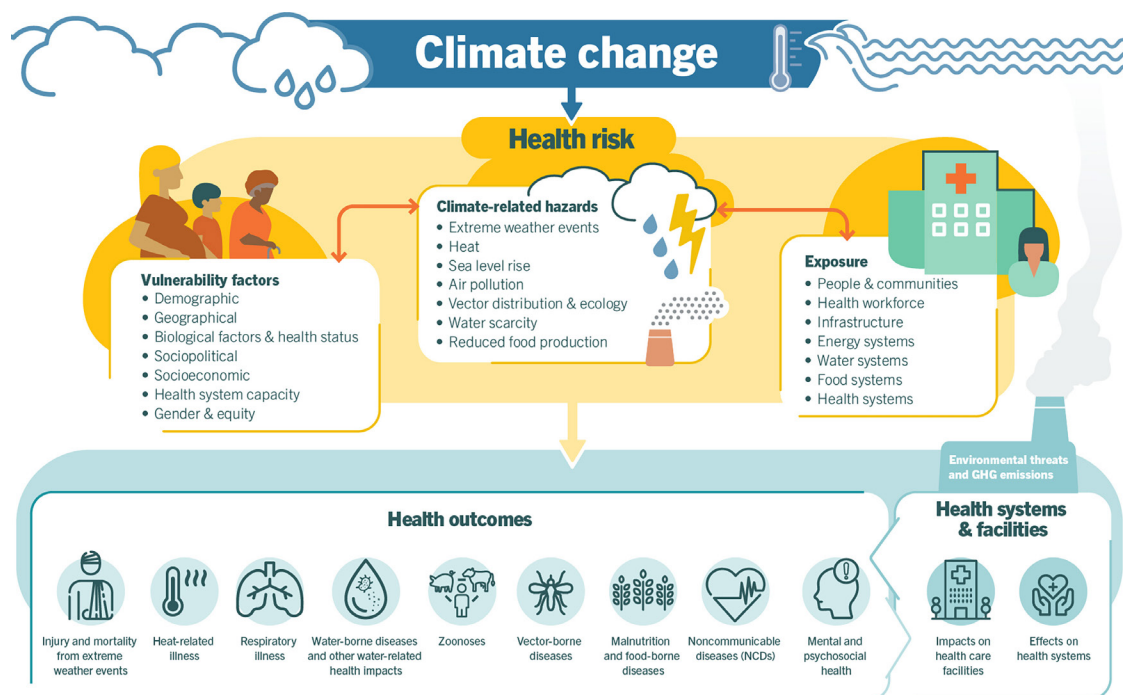 Climate change
Health risk
Vulnerability factors
• Demographic
• Geographical
• Biological factors & health status
• Sociopolitical
• Socioeconomic
• Health system capacity
• Gender & equity
Climate-related hazards
• Extreme weather events
• Heat
• Sea level rise
• Air pollution
• Vector distribution & ecology
• Water scarcity
• Reduced food production
Exposure
• People & communities
• Health workforce
• Infrastructure
• Energy systems
• Water systems
• Food systems
• Health systems
Environmental threats
and GHG emissions
Health outcomes
Injury and mortality
from extreme
weather events
Heat-related
illness
Respiratory
illness
Water-borne diseases
and other water-related
health impacts
Zoonoses
Vector-borne
diseases
Malnutrition
and food-borne
diseases
Noncommunicable
diseases (NCDs)
Mental and
psychosocial
health
Health systems
& facilities
Impacts on
health care
facilities
Effects on
health systems